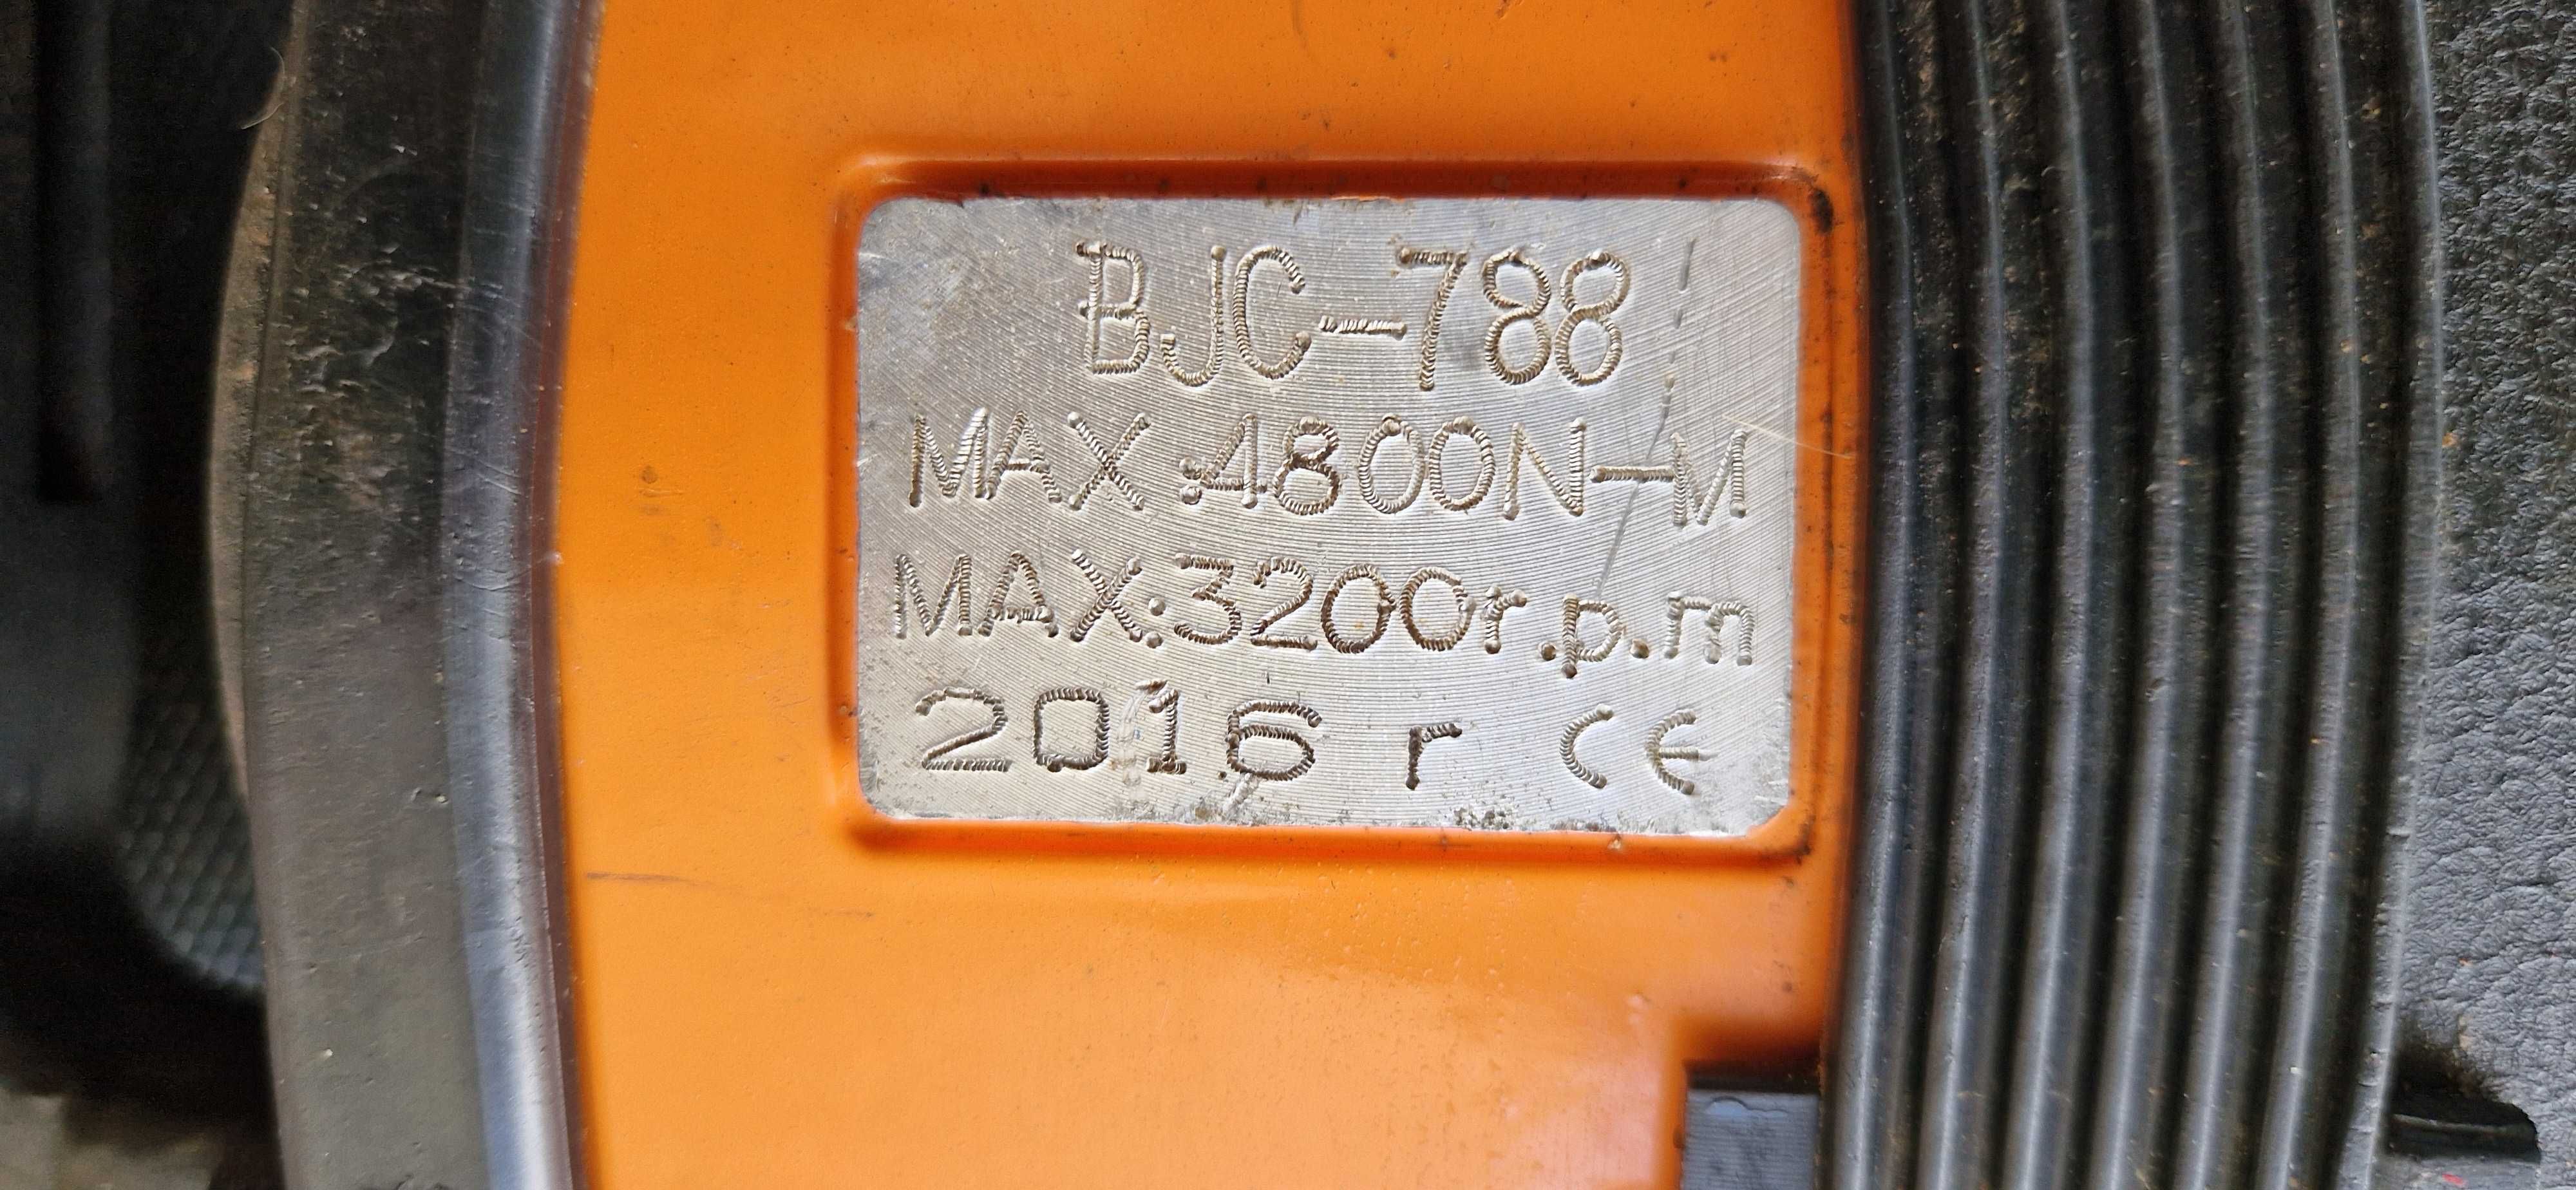 BJC-788
MAX:4800N-M
MAX:3200r.p.m
2016 r CE